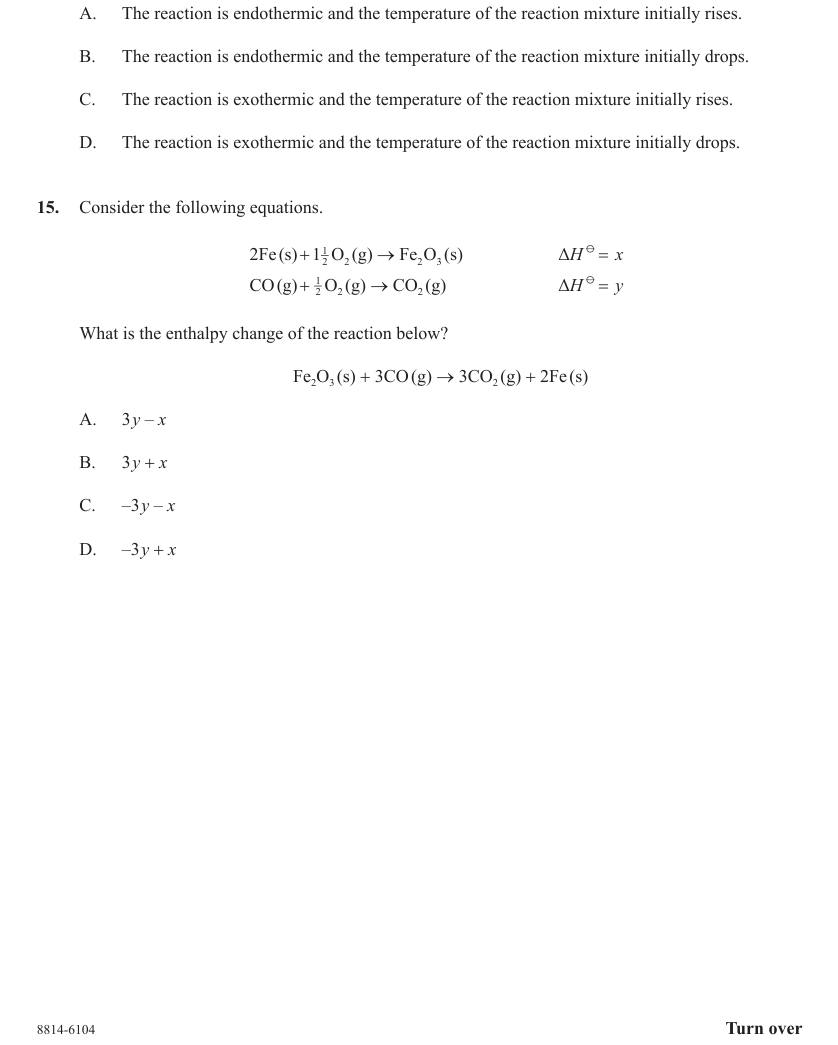 A. The reaction is endothermic and the temperature of the reaction mixture initially rises.
B. The reaction is endothermic and the temperature of the reaction mixture initially drops.
C. The reaction is exothermic and the temperature of the reaction mixture initially rises.
D. The reaction is exothermic and the temperature of the reaction mixture initially drops.
15. Consider the following equations.
2Fe(s) + 1½O₂(g) → Fe₂O₃(s) ΔH⊖ = x
CO(g) + ½O₂(g) → CO₂(g) ΔH⊖ = y
What is the enthalpy change of the reaction below?
Fe₂O₃(s) + 3CO(g) → 3CO₂(g) + 2Fe(s)
A. 3y – x
B. 3y + x
C. –3y – x
D. –3y + x
8814-6104 Turn over